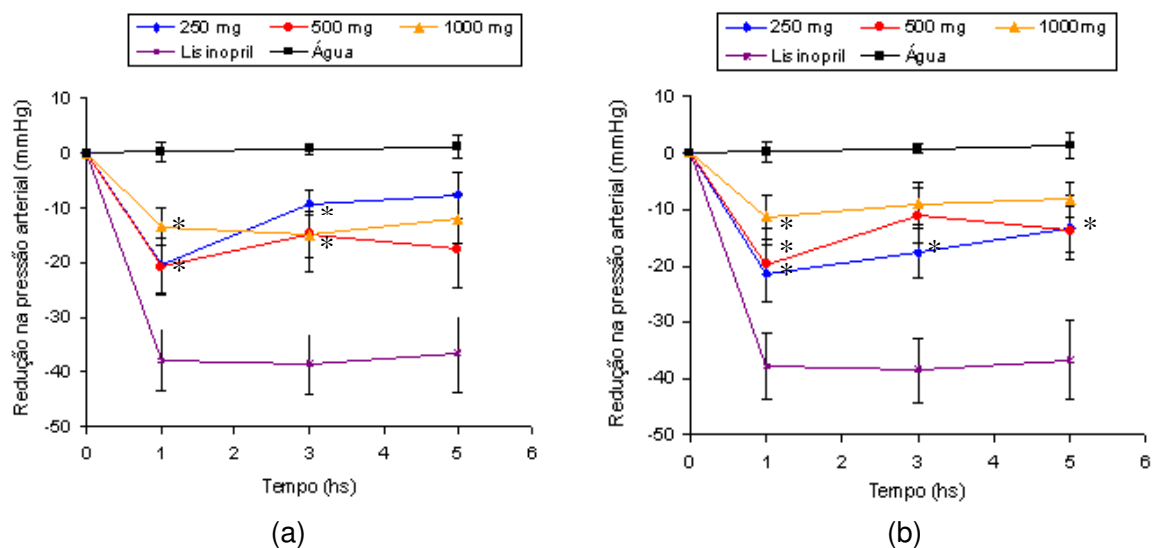 250 mg 500 mg 1000 mg
Lisinopril Água
Redução na pressão arterial (mmHg)
10
0
-10
-20
-30
-40
-50
* * * *
0 1 2 3 4 5 6
Tempo (hs)
(a)
250 mg 500 mg 1000mg
Lisinopril Água
Redução na pressão arterial (mmHg)
10
0
-10
-20
-30
-40
-50
* * * * *
0 1 2 3 4 5 6
Tempo (hs)
(b)